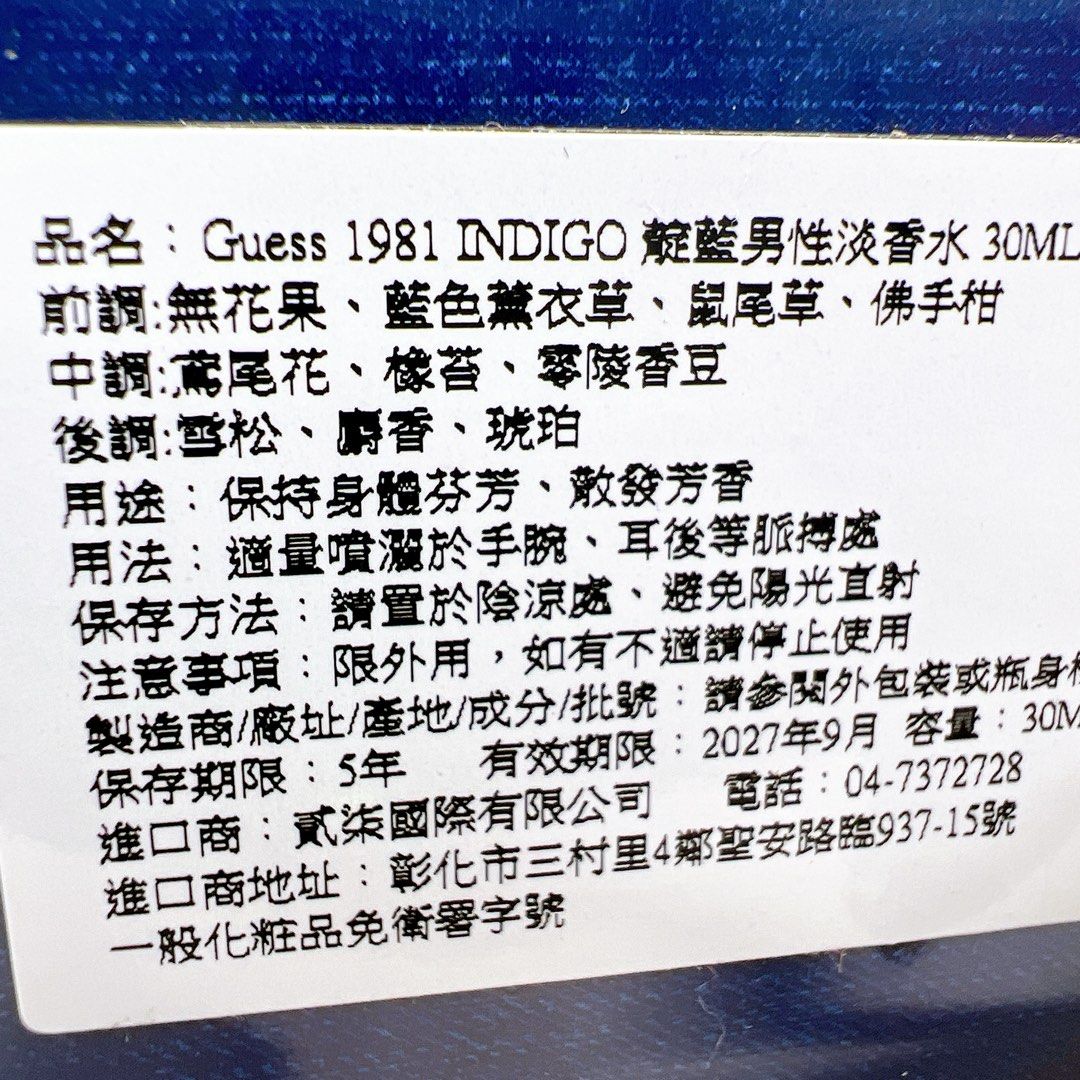 品名：Guess 1981 INDIGO 靛藍男性淡香水 30ML
前調:無花果、藍色薰衣草、鼠尾草、佛手柑
中調:鳶尾花、橡苔、零陵香豆
後調:雪松、麝香、琥珀
用途：保持身體芬芳、散發芳香
用法：適量噴灑於手腕、耳後等脈搏處
保存方法：請置於陰涼處、避免陽光直射
注意事項：限外用，如有不適請停止使用
製造商/廠址/產地/成分/批號：請參閱外包裝或瓶身
保存期限：5年 有效期限：2027年9月 容量：30M
進口商：貳柒國際有限公司 電話：04-7372728
進口商地址：彰化市三村里4鄰聖安路臨937-15號
一般化粧品免衛署字號